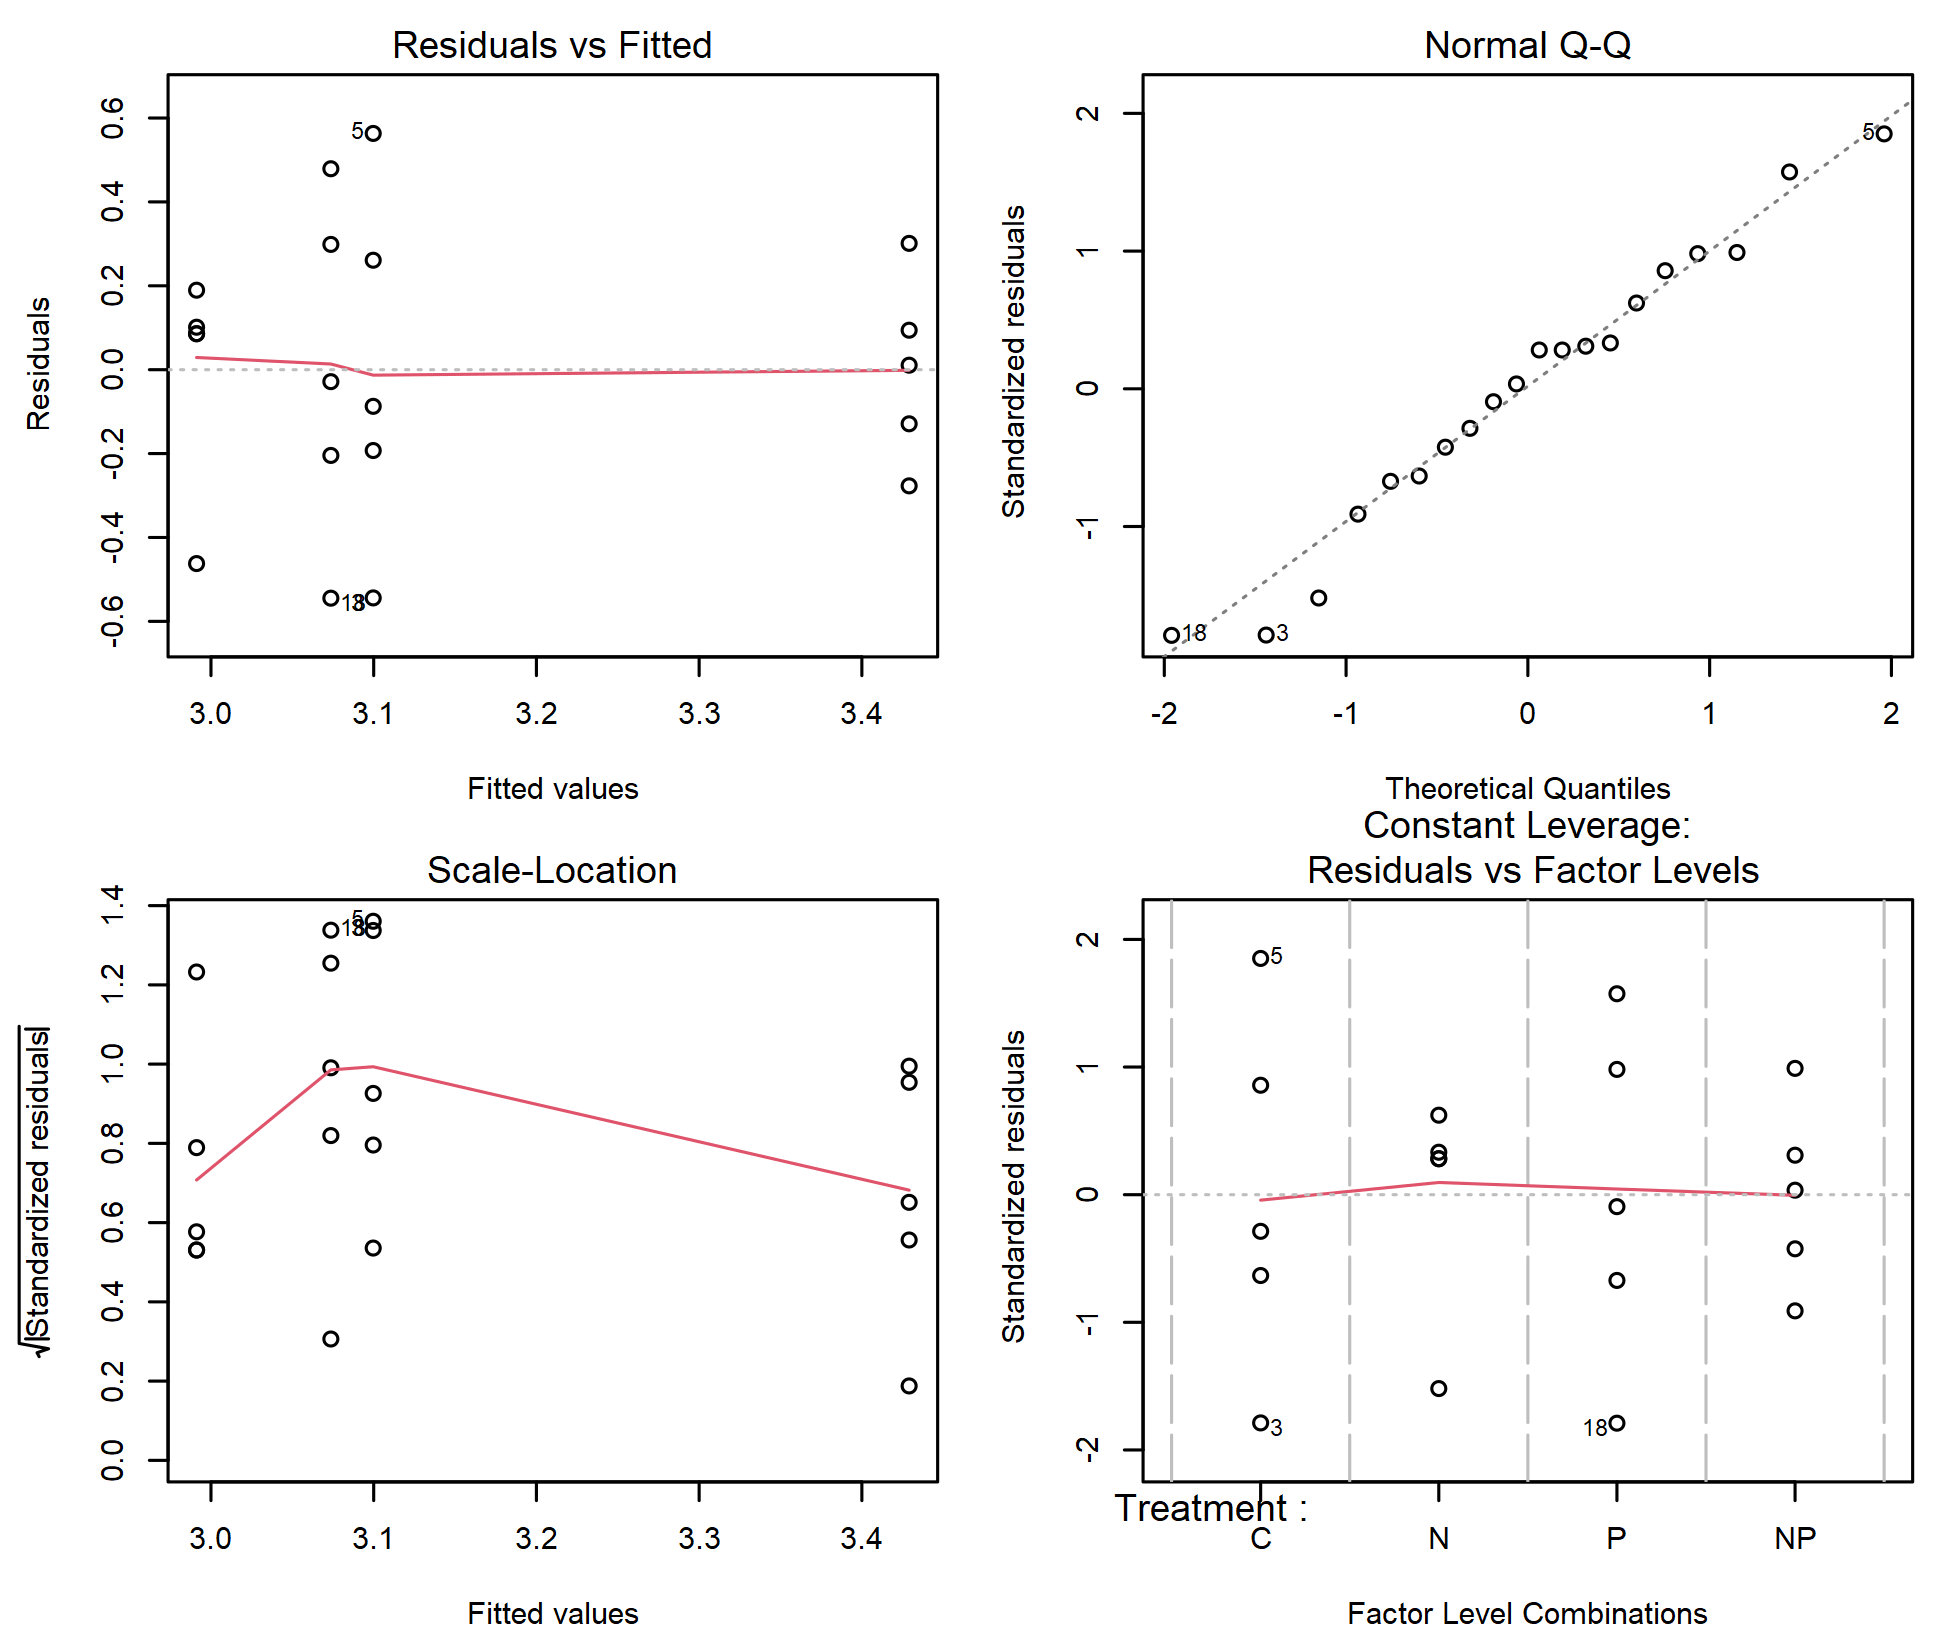 Residuals vs Fitted
Residuals
0.6
0.4
0.2
0.0
-0.2
-0.4
-0.6
5
3.0 3.1 3.2 3.3 3.4
Fitted values
Normal Q-Q
Standardized residuals
2
1
0
-1
5
18
3
-2 -1 0 1 2
Theoretical Quantiles
Scale-Location
√|Standardized residuals|
1.4
1.2
1.0
0.8
0.6
0.4
0.2
0.0
5
3.0 3.1 3.2 3.3 3.4
Fitted values
Constant Leverage:
Residuals vs Factor Levels
Standardized residuals
2
1
0
-1
-2
5
3
18
Treatment :
C N P NP
Factor Level Combinations